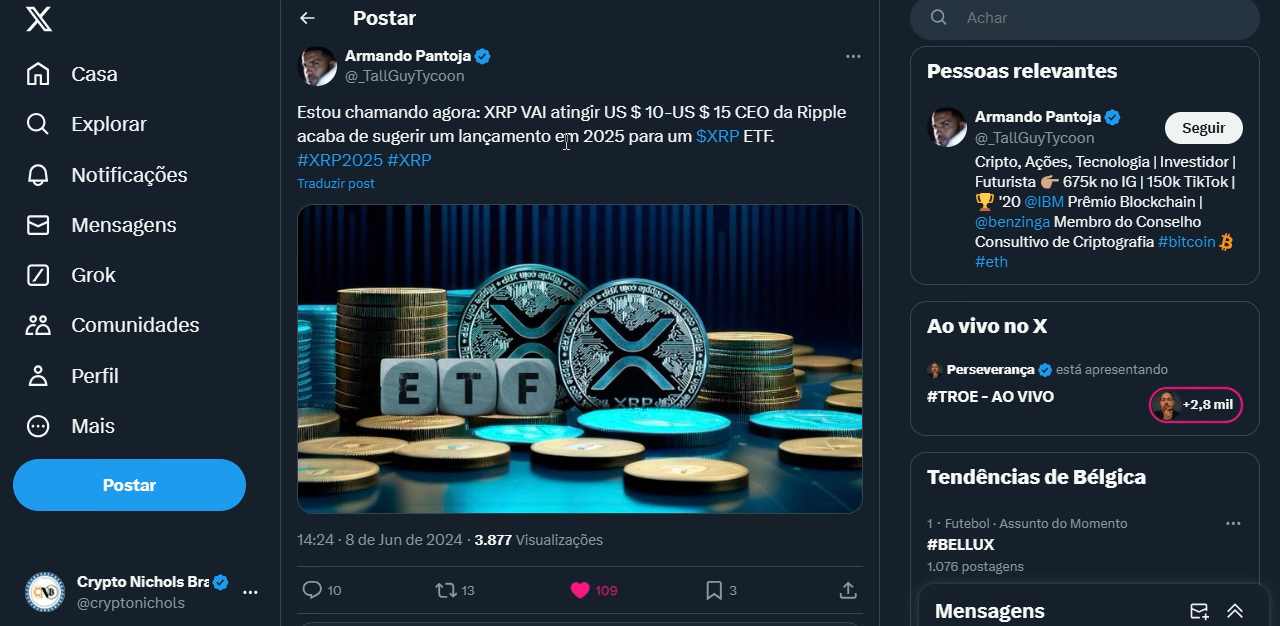 Casa
Explorar
Notificações
Mensagens
Grok
Comunidades
Perfil
Mais
Postar
Crypto Nichols Bra
@cryptonichols
Postar
Armando Pantoja
@_TallGuyTycoon
Estou chamando agora: XRP VAI atingir US $ 10-US $ 15 CEO da Ripple
acaba de sugerir um lançamento em 2025 para um $XRP ETF.
#XRP2025 #XRP
Traduzir post
E T F
XRP
14:24 · 8 de Jun de 2024 · 3.877 Visualizações
10 13 109 3
Achar
Pessoas relevantes
Armando Pantoja
@_TallGuyTycoon
Seguir
Cripto, Ações, Tecnologia | Investidor |
Futurista 👉🏽 675k no IG | 150k TikTok |
🏆 '20 @IBM Prêmio Blockchain |
@benzinga Membro do Conselho
Consultivo de Criptografia #bitcoin
#eth
Ao vivo no X
Perseverança está apresentando
#TROE - AO VIVO
+2,8 mil
Tendências de Bélgica
1 · Futebol · Assunto do Momento
#BELLUX
1.076 postagens
Mensagens